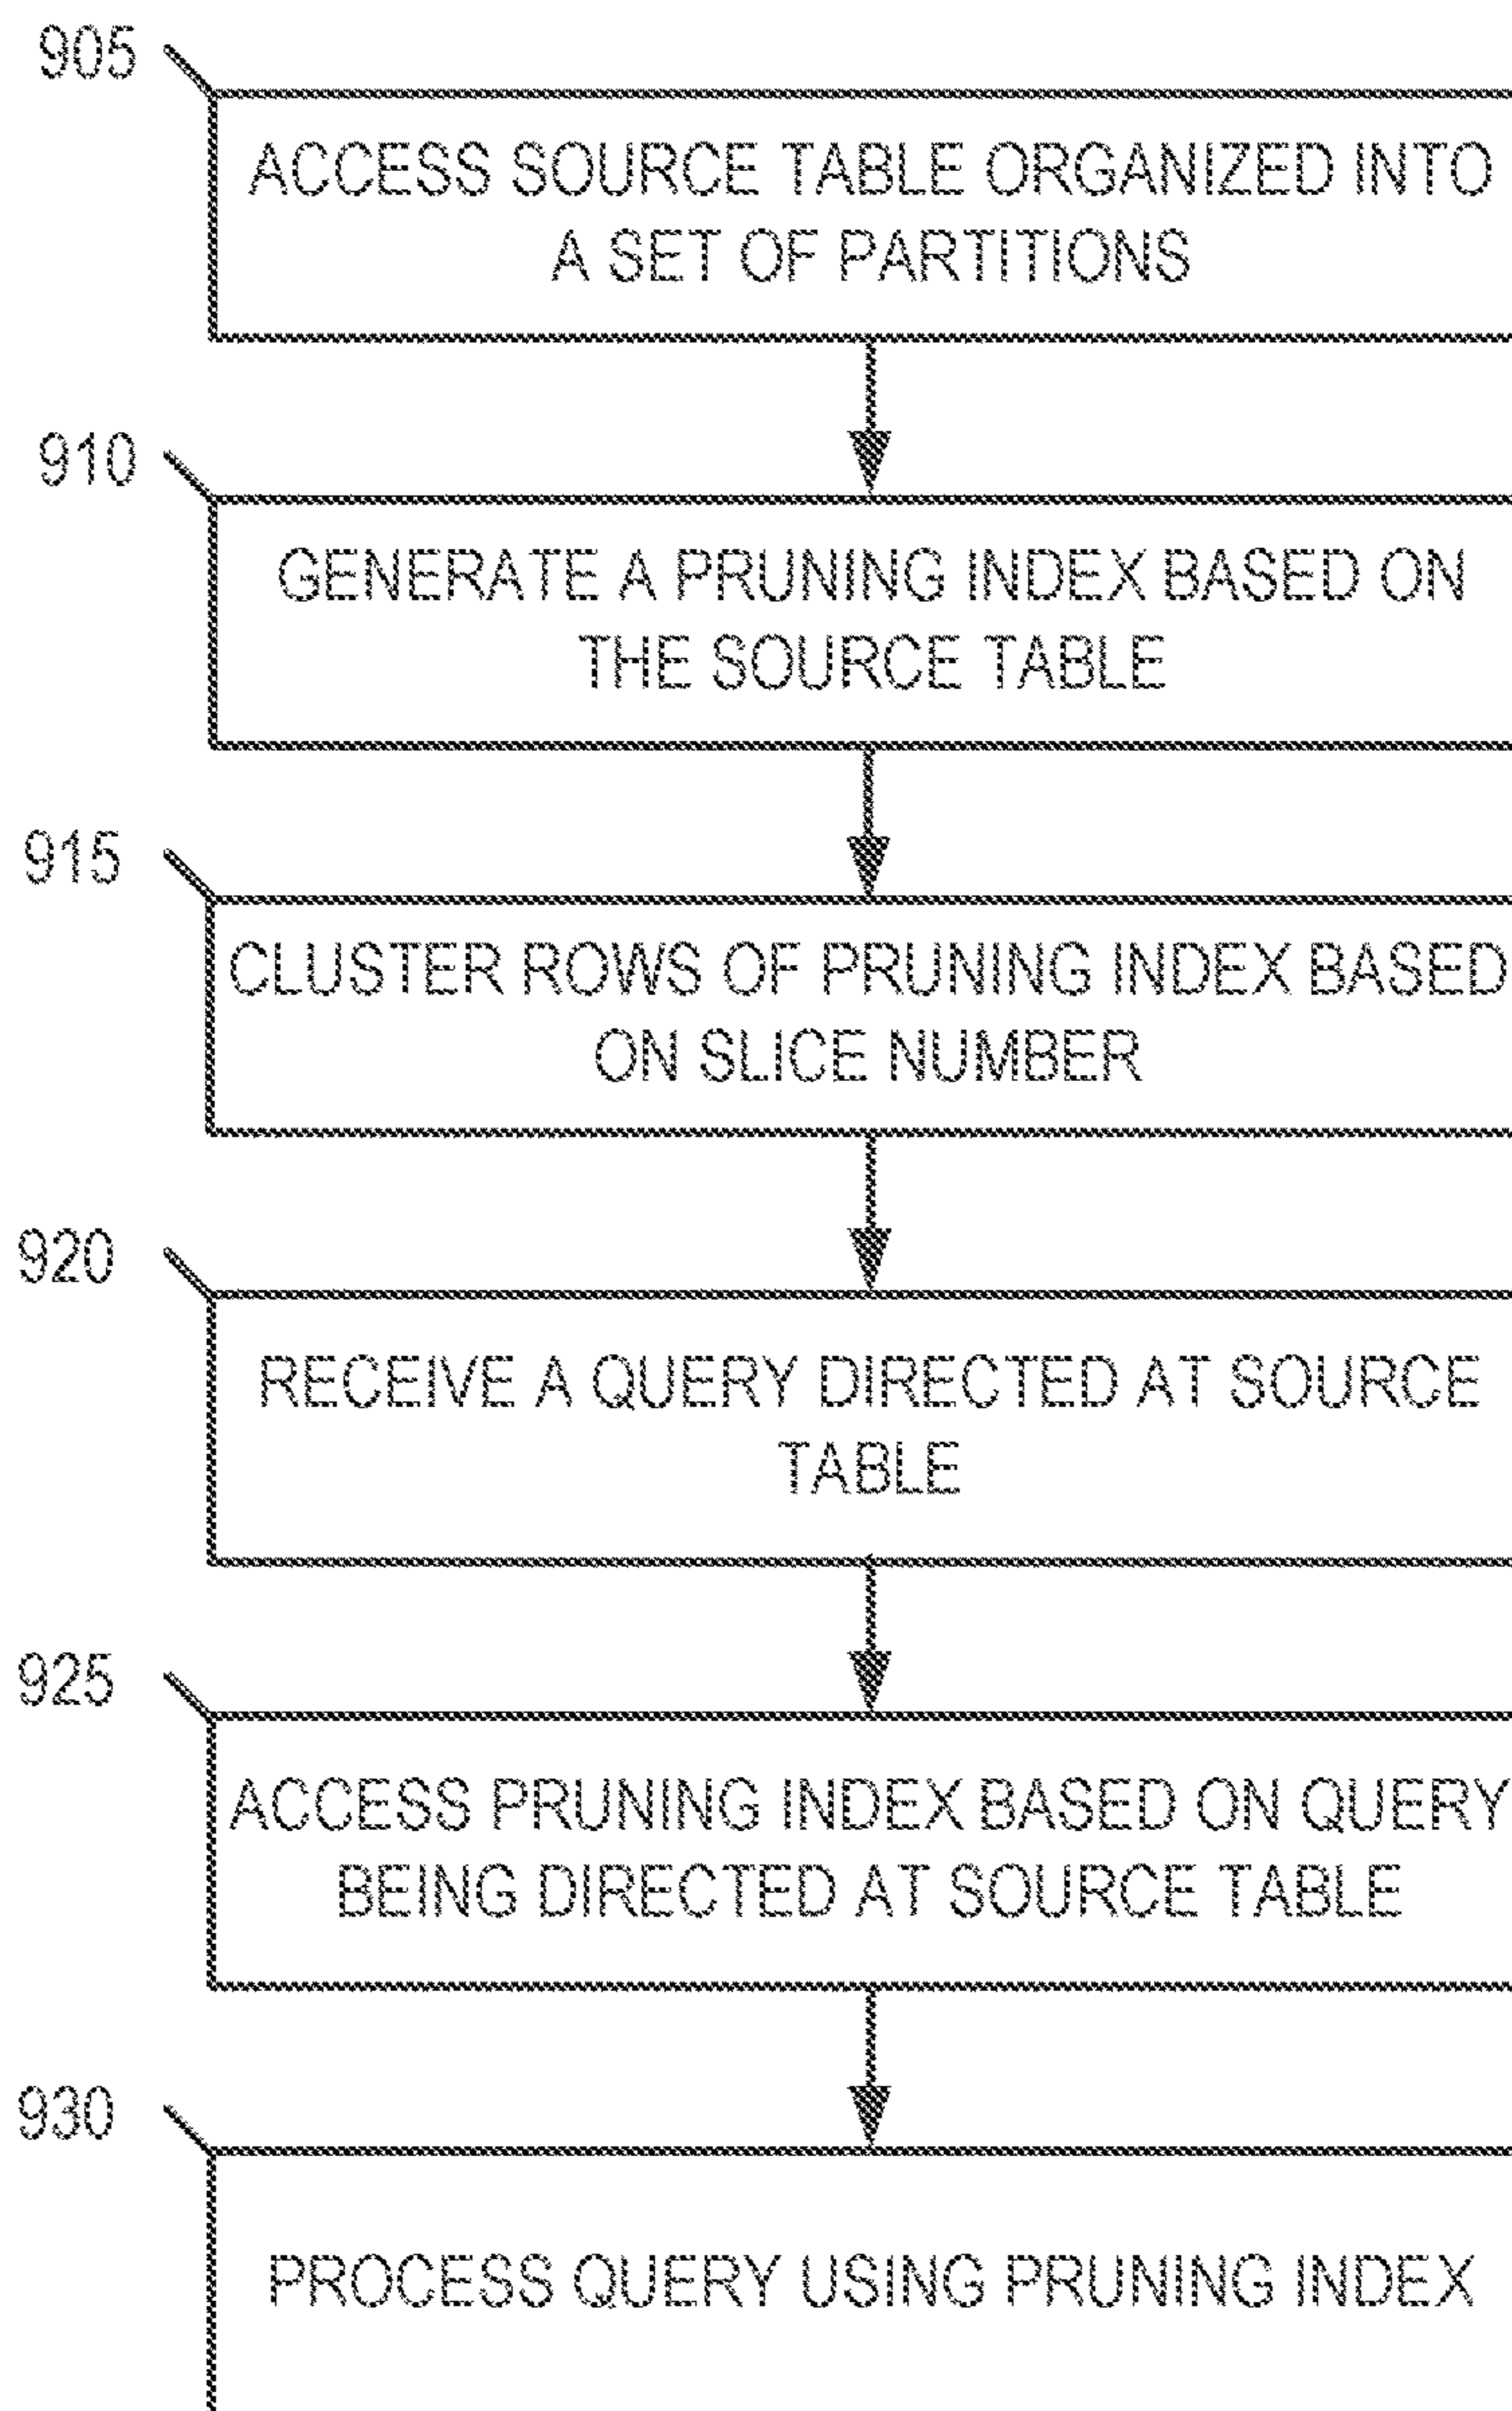 905
ACCESS SOURCE TABLE ORGANIZED INTO
A SET OF PARTITIONS
910
GENERATE A PRUNING INDEX BASED ON
THE SOURCE TABLE
915
CLUSTER ROWS OF PRUNING INDEX BASED
ON SLICE NUMBER
920
RECEIVE A QUERY DIRECTED AT SOURCE
TABLE
925
ACCESS PRUNING INDEX BASED ON QUERY
BEING DIRECTED AT SOURCE TABLE
930
PROCESS QUERY USING PRUNING INDEX